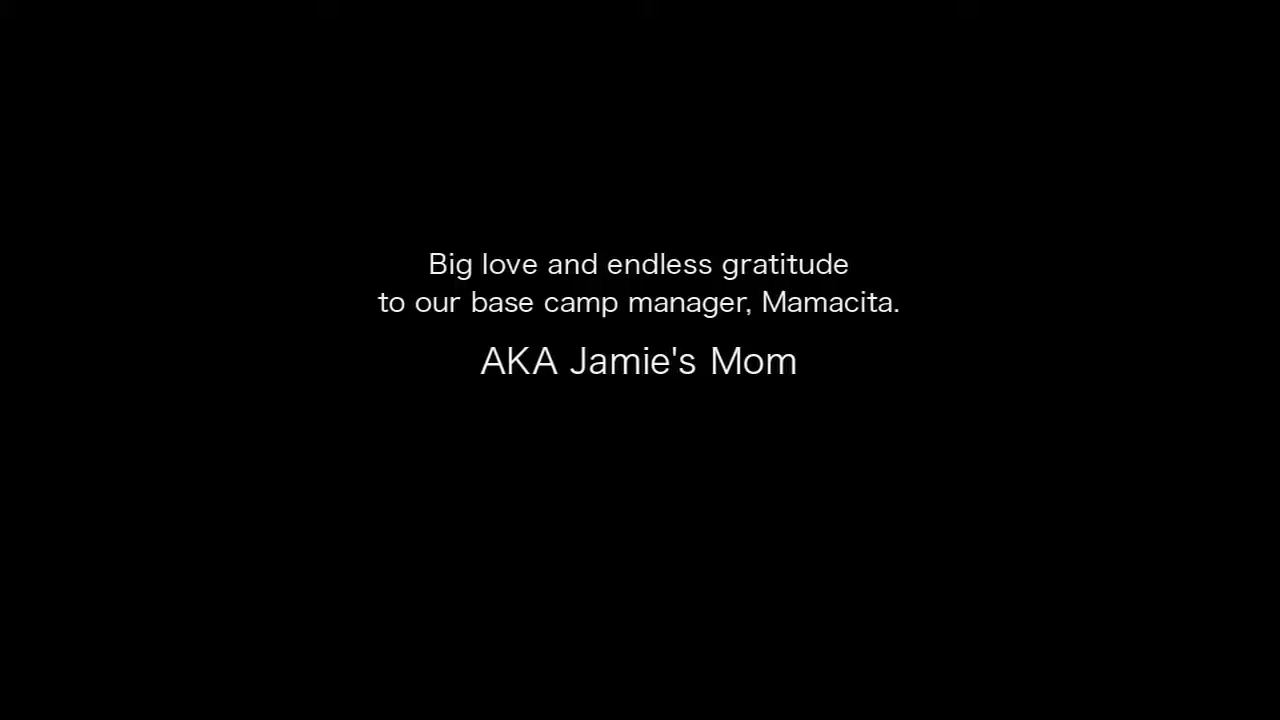 Big love and endless gratitude
to our base camp manager, Mamacita.
AKA Jamie's Mom